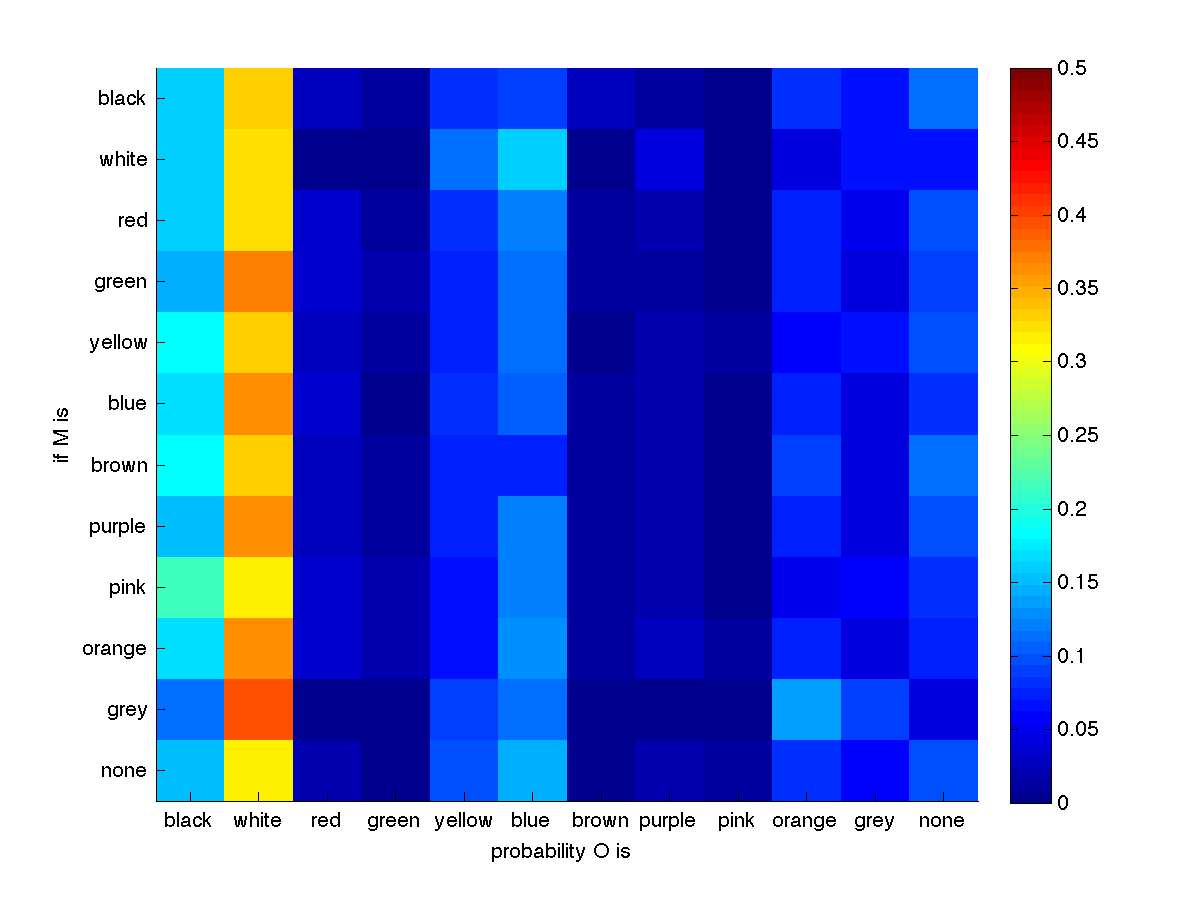 if M is
black
white
red
green
yellow
blue
brown
purple
pink
orange
grey
none
black white red green yellow blue brown purple pink orange grey none
probability O is
0.5
0.45
0.4
0.35
0.3
0.25
0.2
0.15
0.1
0.05
0